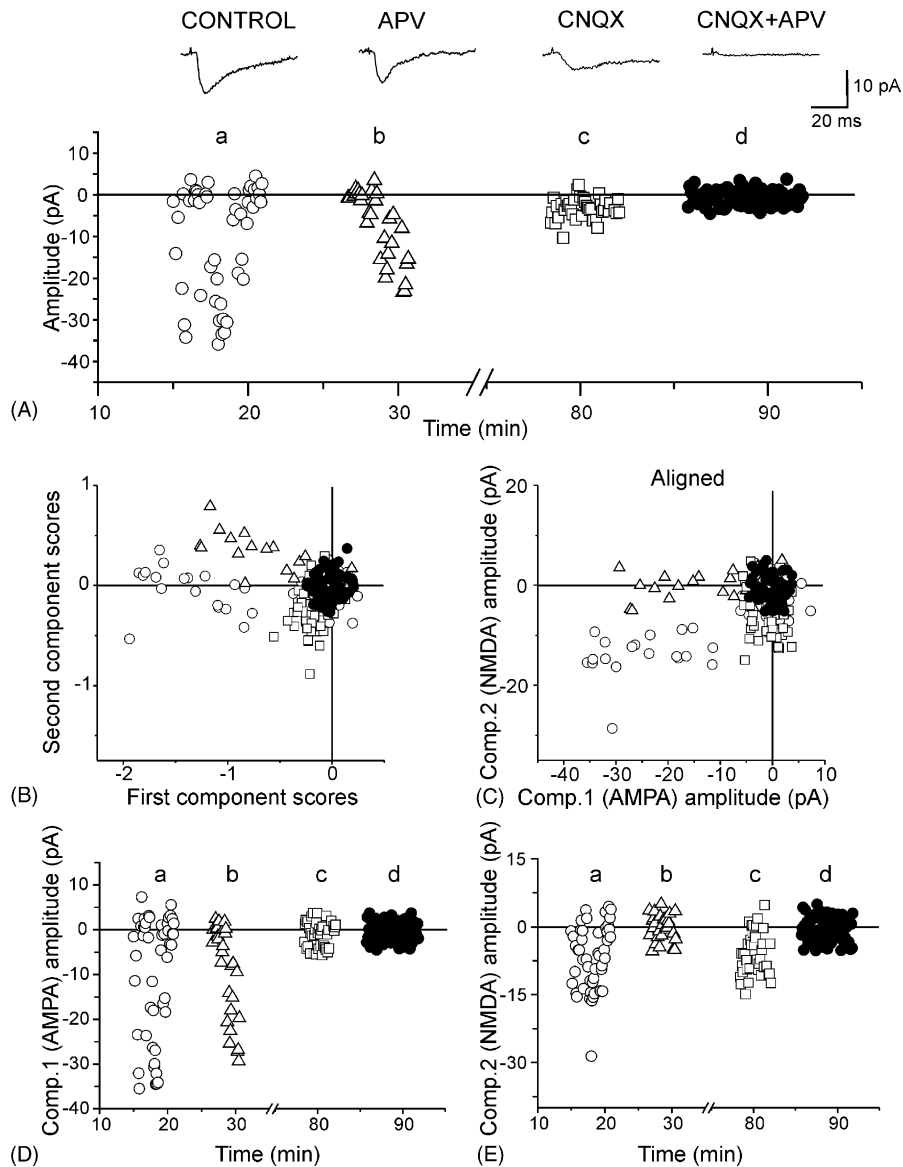 CONTROL APV CNQX CNQX+APV
10 pA
20 ms
a b c d
Amplitude (pA)
10
0
-10
-20
-30
-40
10 20 30 80 90
Time (min)
(A)
Second component scores
1
0
-1
-2 -1 0
First component scores
(B)
Aligned
Comp.2 (NMDA) amplitude (pA)
20
0
-20
-40 -30 -20 -10 0 10
Comp.1 (AMPA) amplitude (pA)
(C)
Comp.1 (AMPA) amplitude (pA)
a b c d
10
0
-10
-20
-30
-40
10 20 30 80 90
Time (min)
(D)
Comp.2 (NMDA) amplitude (pA)
a b c d
15
0
-15
-30
10 20 30 80 90
Time (min)
(E)